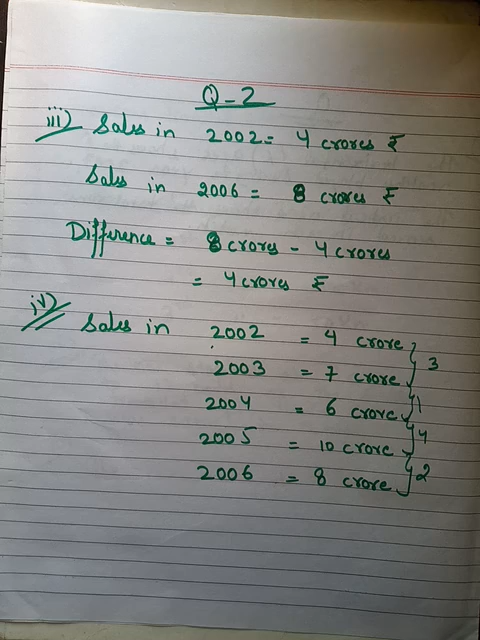 Q-2
iii) Sales in 2002 = 4 crores ₹
Sales in 2006 = 8 crores ₹
Difference = 8 crores - 4 crores
= 4 crores ₹
iv) Sales in 2002 = 4 crore
3
2003 = 7 crore
1
2004 = 6 crore
4
2005 = 10 crore
2
2006 = 8 crore